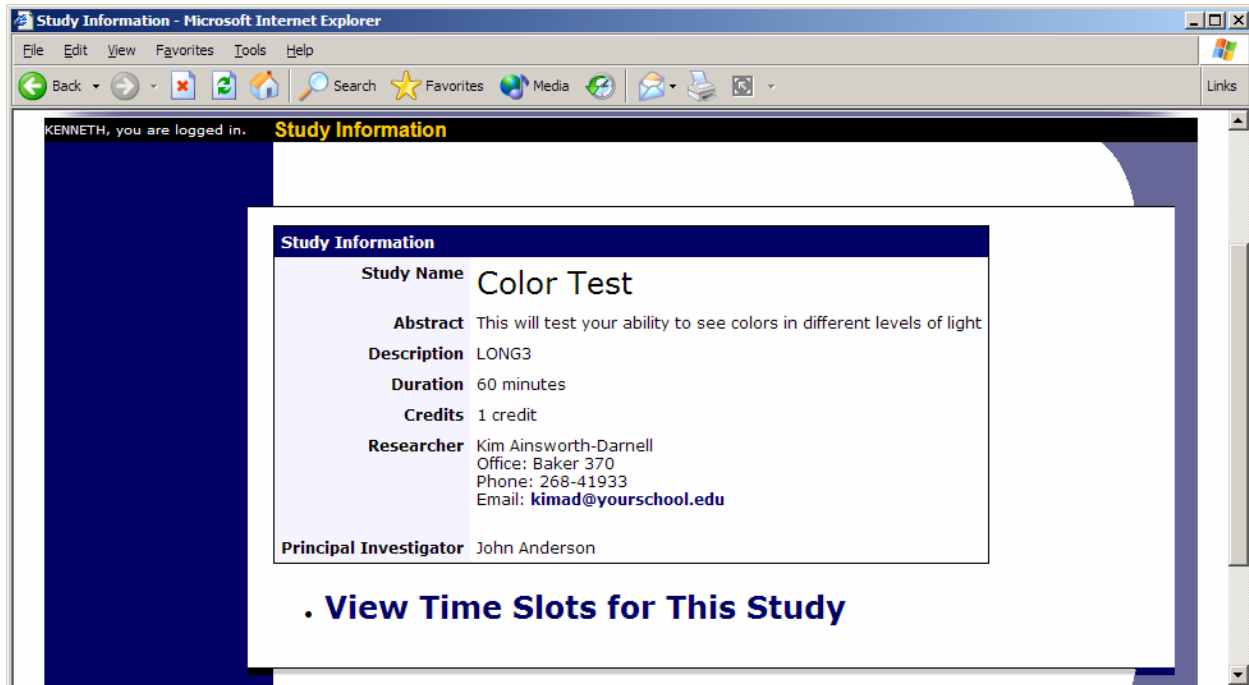 Study Information - Microsoft Internet Explorer
File Edit View Favorites Tools Help
Back Search Favorites Media Links
KENNETH, you are logged in. Study Information
Study Information
Study Name Color Test
Abstract This will test your ability to see colors in different levels of light
Description LONG3
Duration 60 minutes
Credits 1 credit
Researcher Kim Ainsworth-Darnell
Office: Baker 370
Phone: 268-41933
Email: kimad@yourschool.edu
Principal Investigator John Anderson
• View Time Slots for This Study